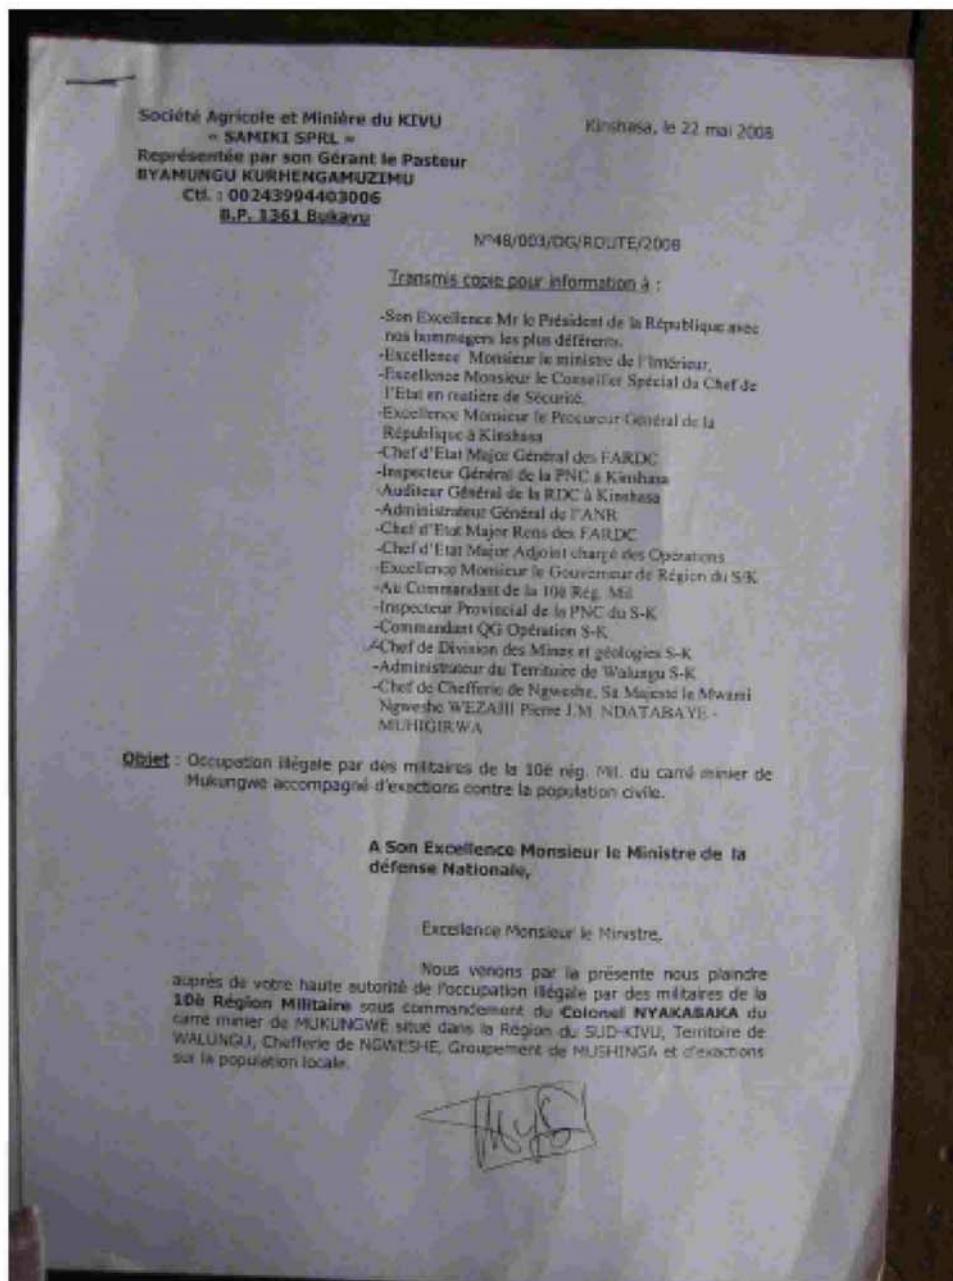 Société Agricole et Minière du KIVU
« SAMIKI SPRL »
Représentée par son Gérant le Pasteur
BYAMUNGU KURHENGAMUZIMU
Ctl. : 00243994403006
B.P. 1361 Bukavu
Kinshasa, le 22 mai 2008
N°48/003/DG/ROUTE/2008
Transmis copie pour information à :
-Son Excellence Mr le Président de la République avec
nos hommagers les plus déférents.
-Excellence Monsieur le ministre de l'Intérieur,
-Excellence Monsieur le Conseiller Spécial du Chef de
l'Etat en matière de Sécurité.
-Excellence Monsieur le Procureur Général de la
République à Kinshasa
-Chef d'Etat Major Général des FARDC
-Inspecteur Général de la PNC à Kinshasa
-Auditeur Général de la RDC à Kinshasa
-Administrateur Général de l'ANR
-Chef d'Etat Major Rens des FARDC
-Chef d'Etat Major Adjoint chargé des Opérations
-Excellence Monsieur le Gouverneur de Région du S/K
-Au Commandant de la 10è Rég. Mil
-Inspecteur Provincial de la PNC du S-K
-Commandant QG Opération S-K
-Chef de Division des Mines et géologies S-K
-Administrateur du Territoire de Walungu S-K
-Chef de Chefferie de Ngweshe, Sa Majesté le Mwami
Ngweshe Pierre J.M. NDATABAYE -
MUHIGIRWA
Objet : Occupation illégale par des militaires de la 10è rég. Mil. du carré minier de
Mukungwe accompagné d'exactions contre la population civile.
A Son Excellence Monsieur le Ministre de la
défense Nationale,
Excellence Monsieur le Ministre,
Nous venons par la présente nous plaindre
auprès de votre haute autorité de l'occupation illégale par des militaires de la
10è Région Militaire sous commandement du Colonel NYAKABAKA du
carré minier de MUKUNGWE situé dans la Région du SUD-KIVU, Territoire de
WALUNGU, Chefferie de NGWESHE, Groupement de MUSHINGA et d'exactions
sur la population locale.